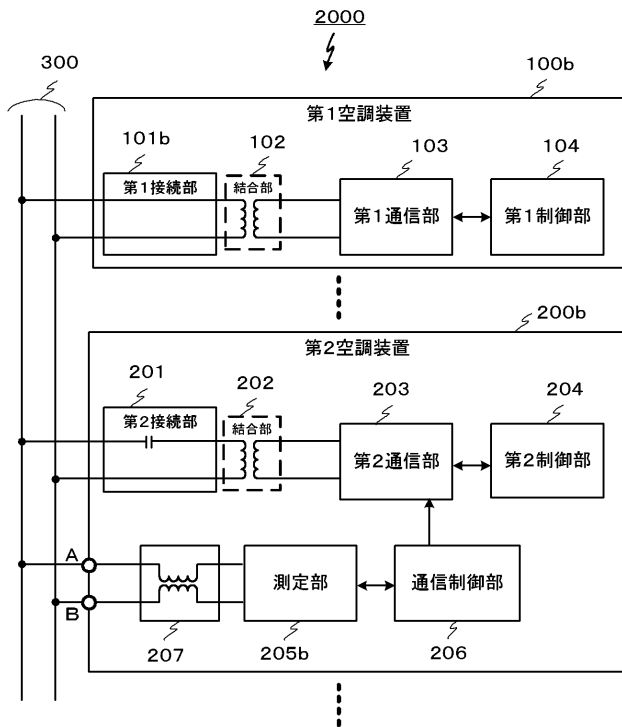 2000
300
100b
第1空調装置
101b
102
103
104
第1接続部
結合部
第1通信部
第1制御部
200b
第2空調装置
201
202
203
204
第2接続部
結合部
第2通信部
第2制御部
A
B
測定部
通信制御部
207
205b
206